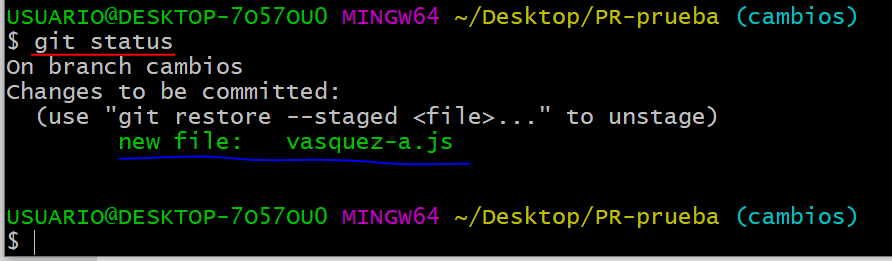 USUARIO@DESKTOP-7O57OU0 MINGW64 ~/Desktop/PR-prueba (cambios)
$ git status
On branch cambios
Changes to be committed:
  (use "git restore --staged <file>..." to unstage)
        new file:   vasquez-a.js

USUARIO@DESKTOP-7O57OU0 MINGW64 ~/Desktop/PR-prueba (cambios)
$